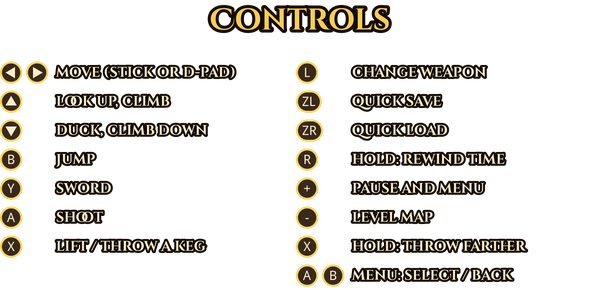 CONTROLS
MOVE (STICK OR D-PAD)
LOOK UP, CLIMB
DUCK, CLIMB DOWN
B JUMP
Y SWORD
A SHOOT
X LIFT / THROW A KEG
L CHANGE WEAPON
ZL QUICK SAVE
ZR QUICK LOAD
R HOLD: REWIND TIME
+ PAUSE AND MENU
- LEVEL MAP
X HOLD: THROW FARTHER
A B MENU: SELECT / BACK